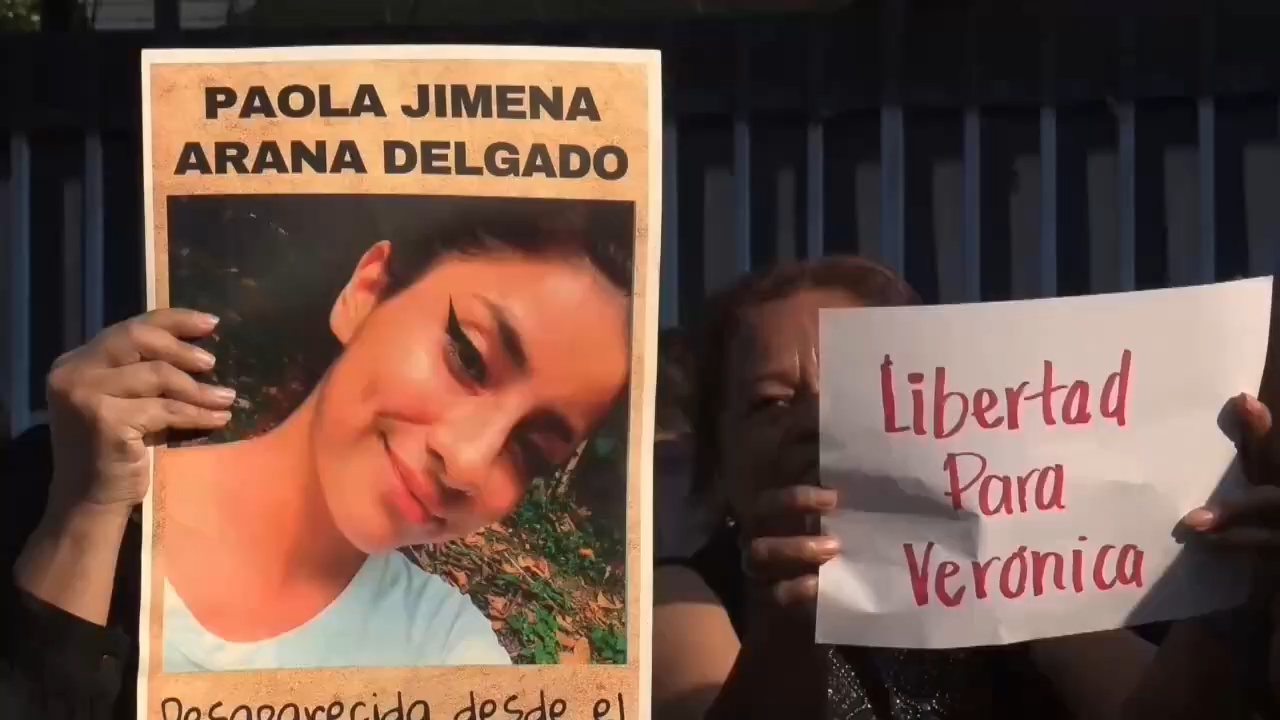 PAOLA JIMENA
ARANA DELGADO
Desaparecida desde el
Libertad
Para
Verónica